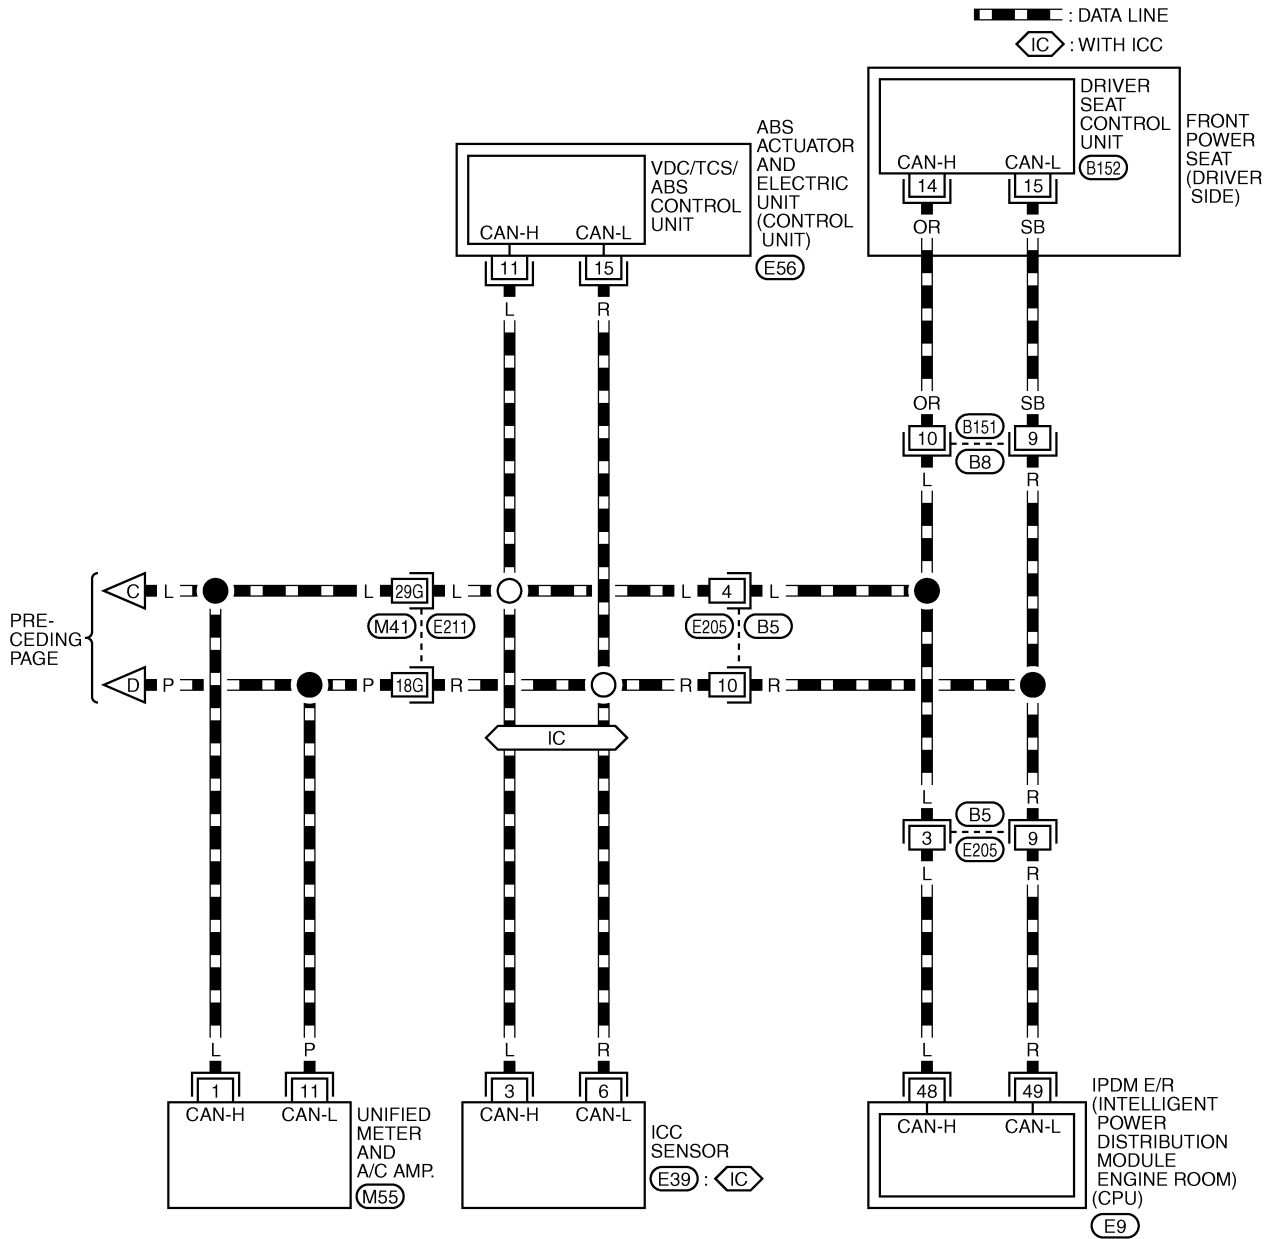 : DATA LINE
IC : WITH ICC
DRIVER
SEAT
CONTROL
UNIT
B152
FRONT
POWER
SEAT
(DRIVER
SIDE)
CAN-H CAN-L
14 15
OR SB
ABS
ACTUATOR
AND
ELECTRIC
UNIT
(CONTROL
UNIT)
E56
VDC/TCS/
ABS
CONTROL
UNIT
CAN-H CAN-L
11 15
L R
OR SB
10 B151 9
B8
L R
PRE-
CEDING
PAGE
C L L 29G L L 4 L
M41 E211 E205 B5
D P P 18G R R 10 R
IC
L R
3 B5 9
E205
L R
L P L R L R
1 11 3 6 48 49
CAN-H CAN-L
UNIFIED
METER
AND
A/C AMP.
M55
CAN-H CAN-L
ICC
SENSOR
E39 : IC
CAN-H CAN-L
IPDM E/R
(INTELLIGENT
POWER
DISTRIBUTION
MODULE
ENGINE ROOM)
(CPU)
E9